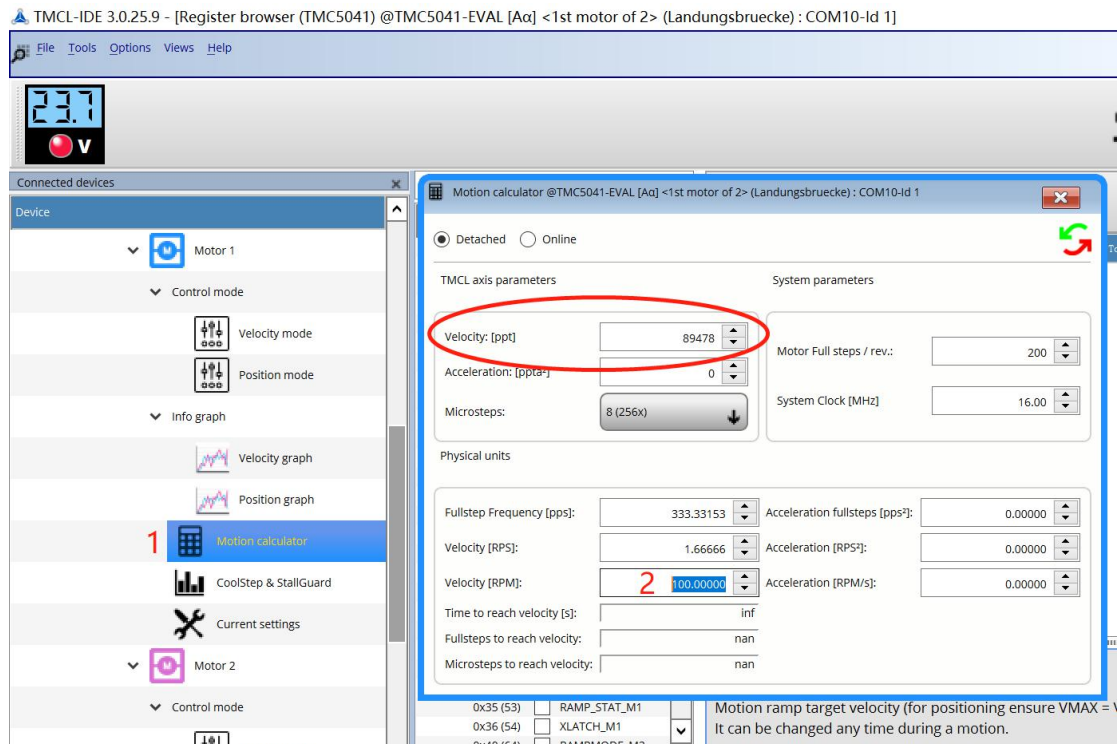 TMCL-IDE 3.0.25.9 - [Register browser (TMC5041) @TMC5041-EVAL [Aα] <1st motor of 2> (Landungsbruecke) : COM10-Id 1]
File Tools Options Views Help
23.7
V
Connected devices
Device
Motor 1
Control mode
Velocity mode
Position mode
Info graph
Velocity graph
Position graph
1
Motion calculator
CoolStep & StallGuard
Current settings
Motor 2
Control mode
Motion calculator @TMC5041-EVAL [Aα] <1st motor of 2> (Landungsbruecke) : COM10-Id 1
Detached Online
TMCL axis parameters
Velocity: [ppt] 89478
Acceleration: [ppta²] 0
Microsteps: 8 (256x)
System parameters
Motor Full steps / rev.: 200
System Clock [MHz] 16.00
Physical units
Fullstep Frequency [pps]: 333.33153
Acceleration fullsteps [pps²]: 0.00000
Velocity [RPS]: 1.66666
Acceleration [RPS²]: 0.00000
Velocity [RPM]: 2 100.00000
Acceleration [RPM/s]: 0.00000
Time to reach velocity [s]: inf
Fullsteps to reach velocity: nan
Microsteps to reach velocity: nan
0x35 (53) RAMP_STAT_M1
0x36 (54) XLATCH_M1
Motion ramp target velocity (for positioning ensure VMAX =
It can be changed any time during a motion.